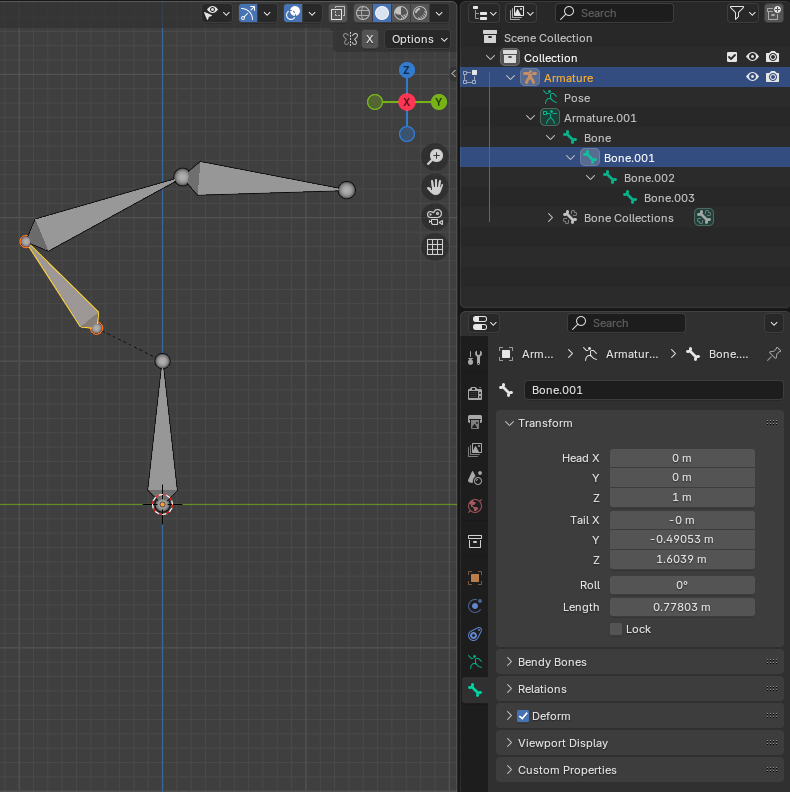 Search
X
Options
Z
X
Y
Scene Collection
Collection
Armature
Pose
Armature.001
Bone
Bone.001
Bone.002
Bone.003
Bone Collections
Search
Arm...
Armatur...
Bone....
Bone.001
Transform
Head X 0 m
Y 0 m
Z 1 m
Tail X -0 m
Y -0.49053 m
Z 1.6039 m
Roll 0°
Length 0.77803 m
Lock
Bendy Bones
Relations
Deform
Viewport Display
Custom Properties